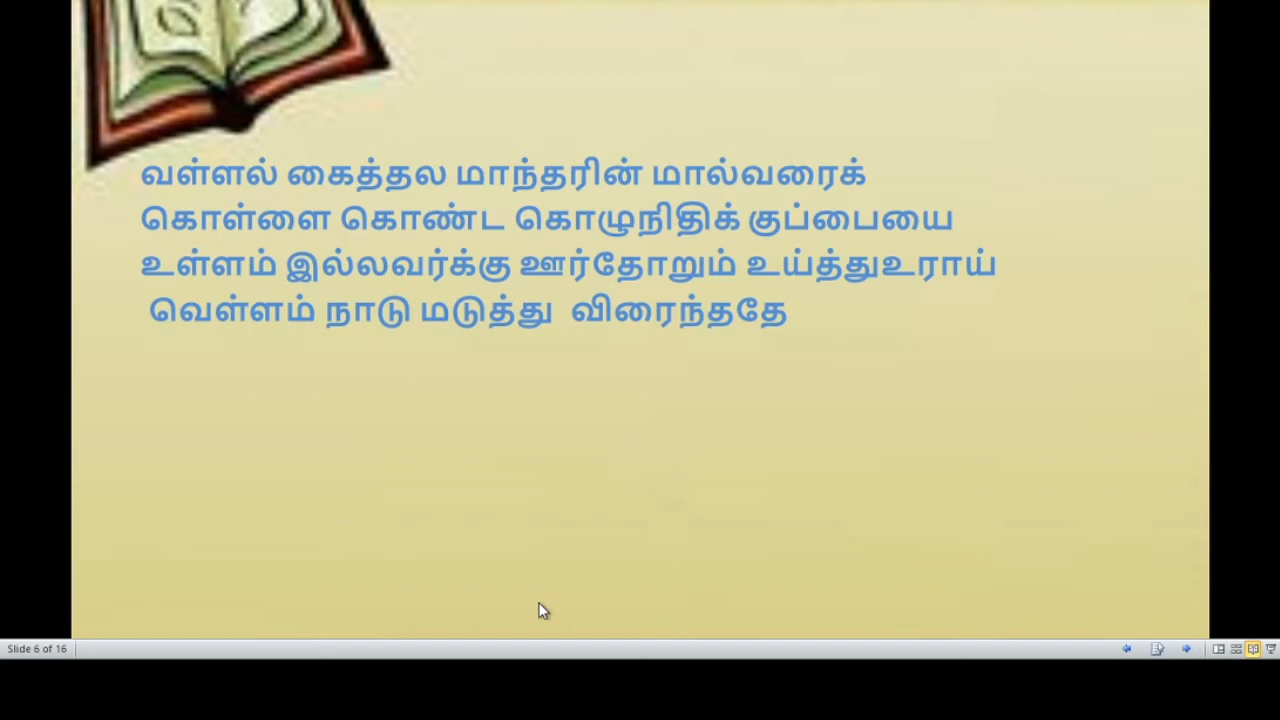 வள்ளல் கைத்தல மாந்தரின் மால்வரைக்
கொள்ளை கொண்ட கொழுநிதிக் குப்பையை
உள்ளம் இல்லவர்க்கு ஊர்தோறும் உய்த்துஉராய்
வெள்ளம் நாடு மடுத்து விரைந்ததே
Slide 6 of 16